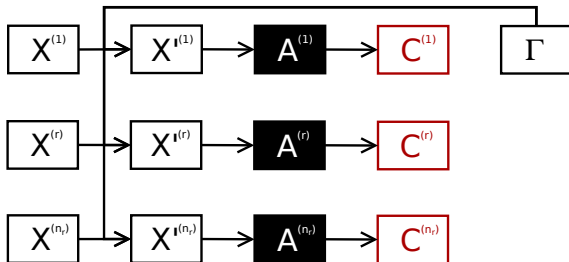 X(1) X'(1) A(1) C(1) Γ
X(r) X'(r) A(r) C(r)
X(nr) X'(nr) A(nr) C(nr)